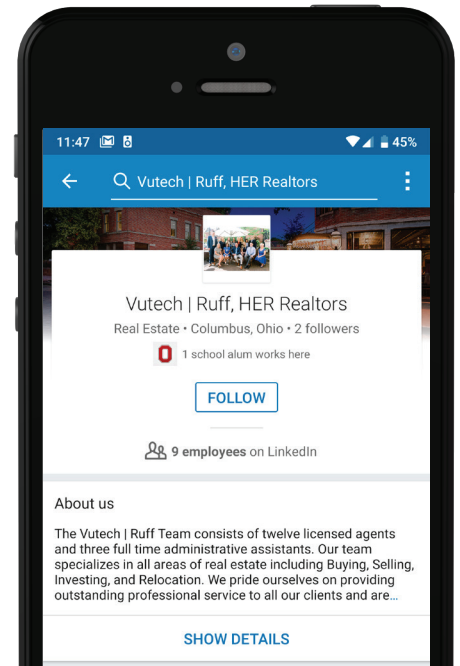 11:47 45%
Vutech | Ruff, HER Realtors
Vutech | Ruff, HER Realtors
Real Estate • Columbus, Ohio • 2 followers
1 school alum works here
FOLLOW
9 employees on LinkedIn
About us
The Vutech | Ruff Team consists of twelve licensed agents
and three full time administrative assistants. Our team
specializes in all areas of real estate including Buying, Selling,
Investing, and Relocation. We pride ourselves on providing
outstanding professional service to all our clients and are...
SHOW DETAILS